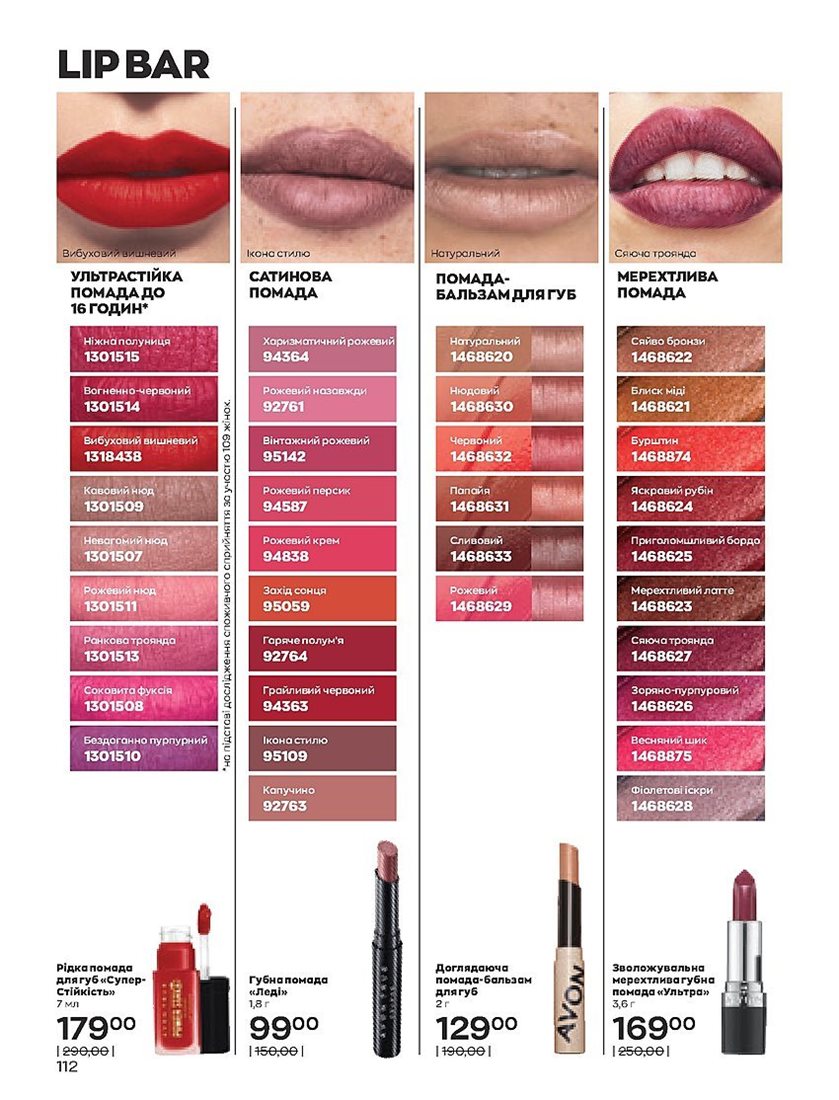 LIP BAR
Вибуховий вишневий
УЛЬТРАСТІЙКА
ПОМАДА ДО
16 ГОДИН*
Ніжна полуниця
1301515
Вогненно-червоний
1301514
Вибуховий вишневий
1318438
Кавовий нюд
1301509
Невагомий нюд
1301507
Рожевий нюд
1301511
Ранкова троянда
1301513
Соковита фуксія
1301508
Бездоганно пурпурний
1301510
*на підставі дослідження споживчого сприйняття за участю 109 жінок.
Рідка помада
для губ «Супер-
Стійкість»
7 мл
179⁰⁰
| 290,00 |
Ікона стилю
САТИНОВА
ПОМАДА
Харизматичний рожевий
94364
Рожевий назавжди
92761
Вінтажний рожевий
95142
Рожевий персик
94587
Рожевий крем
94838
Захід сонця
95059
Гаряче полум'я
92764
Грайливий червоний
94363
Ікона стилю
95109
Капучино
92763
Губна помада
«Леді»
1,8 г
99⁰⁰
| 150,00 |
Натуральний
ПОМАДА-
БАЛЬЗАМ ДЛЯ ГУБ
Натуральний
1468620
Нюдовий
1468630
Червоний
1468632
Папайя
1468631
Сливовий
1468633
Рожевий
1468629
Доглядаюча
помада-бальзам
для губ
2 г
129⁰⁰
| 190,00 |
AVON
Сяюча троянда
МЕРЕХТЛИВА
ПОМАДА
Сяйво бронзи
1468622
Блиск міді
1468621
Бурштин
1468874
Яскравий рубін
1468624
Приголомшливий бордо
1468625
Мерехтливий латте
1468623
Сяюча троянда
1468627
Зоряно-пурпуровий
1468626
Весняний шик
1468875
Фіолетові іскри
1468628
Зволожувальна
мерехтлива губна
помада «Ультра»
3,6 г
169⁰⁰
| 250,00 |
112